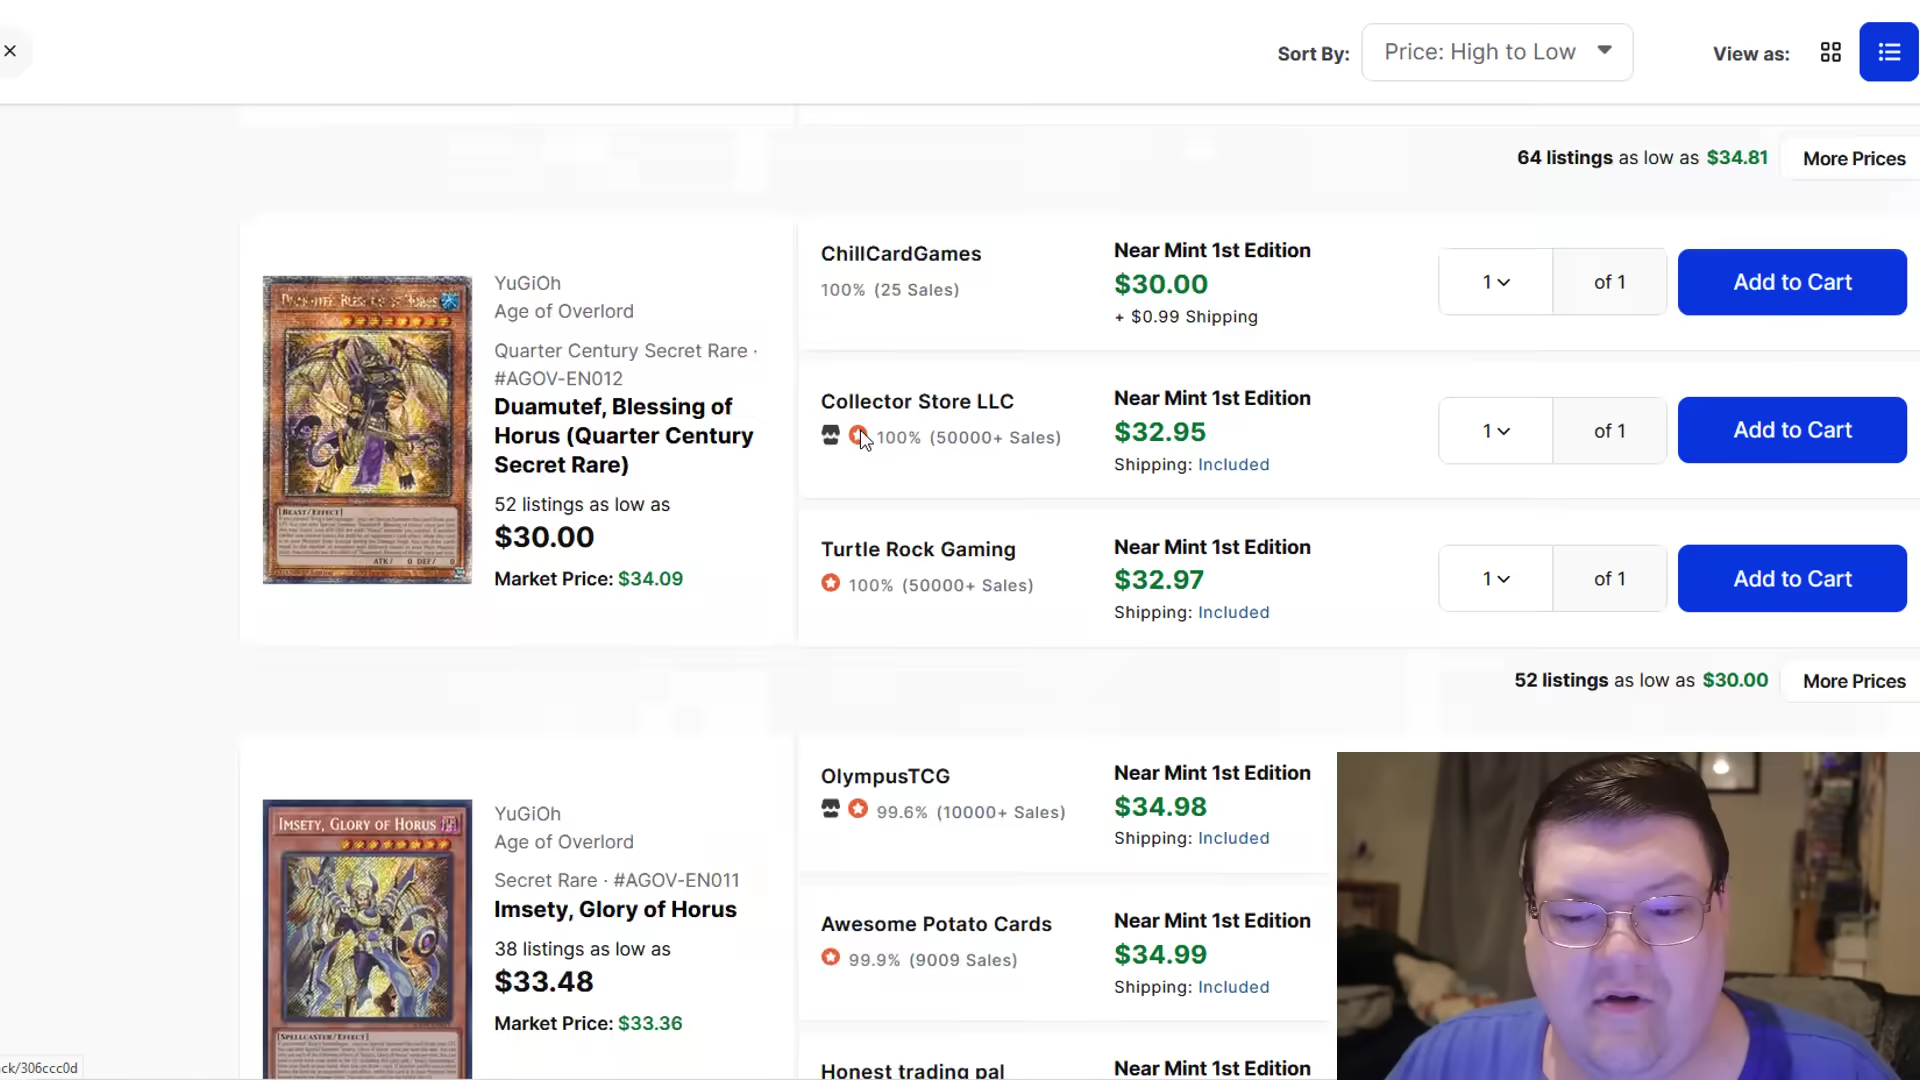 Sort By:
Price: High to Low
View as:
64 listings as low as $34.81
More Prices
YuGiOh
Age of Overlord
Quarter Century Secret Rare ·
#AGOV-EN012
Duamutef, Blessing of
Horus (Quarter Century
Secret Rare)
52 listings as low as
$30.00
Market Price: $34.09
ChillCardGames
100% (25 Sales)
Near Mint 1st Edition
$30.00
+ $0.99 Shipping
1
of 1
Add to Cart
Collector Store LLC
100% (50000+ Sales)
Near Mint 1st Edition
$32.95
Shipping: Included
1
of 1
Add to Cart
Turtle Rock Gaming
100% (50000+ Sales)
Near Mint 1st Edition
$32.97
Shipping: Included
1
of 1
Add to Cart
52 listings as low as $30.00
More Prices
IMSETY, GLORY OF HORUS
[SPELLCASTER/EFFECT]
YuGiOh
Age of Overlord
Secret Rare · #AGOV-EN011
Imsety, Glory of Horus
38 listings as low as
$33.48
Market Price: $33.36
OlympusTCG
99.6% (10000+ Sales)
Near Mint 1st Edition
$34.98
Shipping: Included
Awesome Potato Cards
99.9% (9009 Sales)
Near Mint 1st Edition
$34.99
Shipping: Included
Honest trading pal
Near Mint 1st Edition
ck/306ccc0d